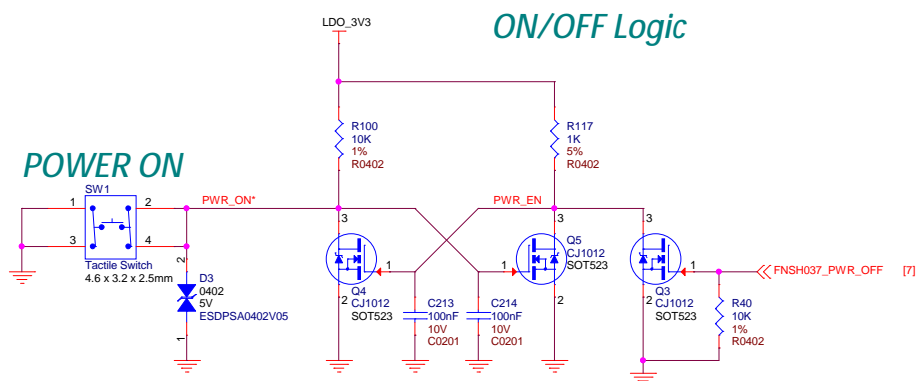 ON/OFF Logic
LDO_3V3
R100
10K
1%
R0402
R117
1K
5%
R0402
POWER ON
SW1
1
2
3
4
Tactile Switch
4.6 x 3.2 x 2.5mm
PWR_ON*
PWR_EN
2
D3
0402
5V
ESDPSA0402V05
1
3
1
2
Q4
CJ1012
SOT523
C213
100nF
10V
C0201
C214
100nF
10V
C0201
3
1
2
Q5
CJ1012
SOT523
3
1
2
Q3
CJ1012
SOT523
FNSH037_PWR_OFF
[7]
R40
10K
1%
R0402